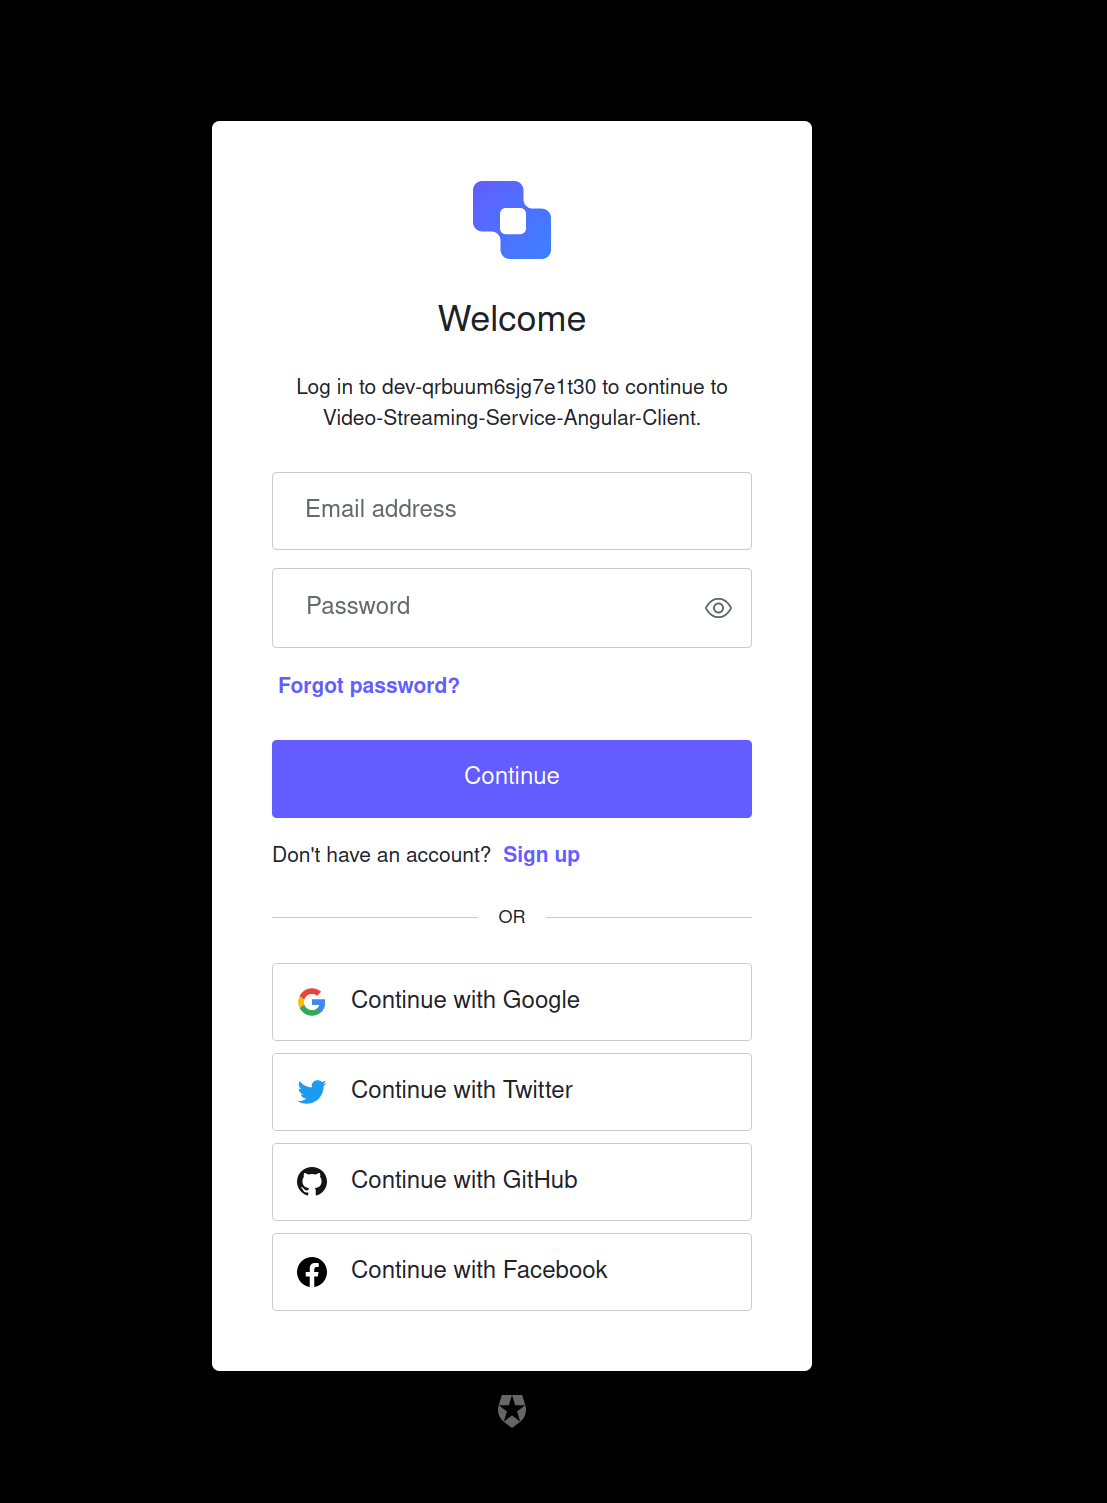 Welcome
Log in to dev-qrbuum6sjg7e1t30 to continue to
Video-Streaming-Service-Angular-Client.
Email address
Password
Forgot password?
Continue
Don't have an account? Sign up
OR
Continue with Google
Continue with Twitter
Continue with GitHub
Continue with Facebook